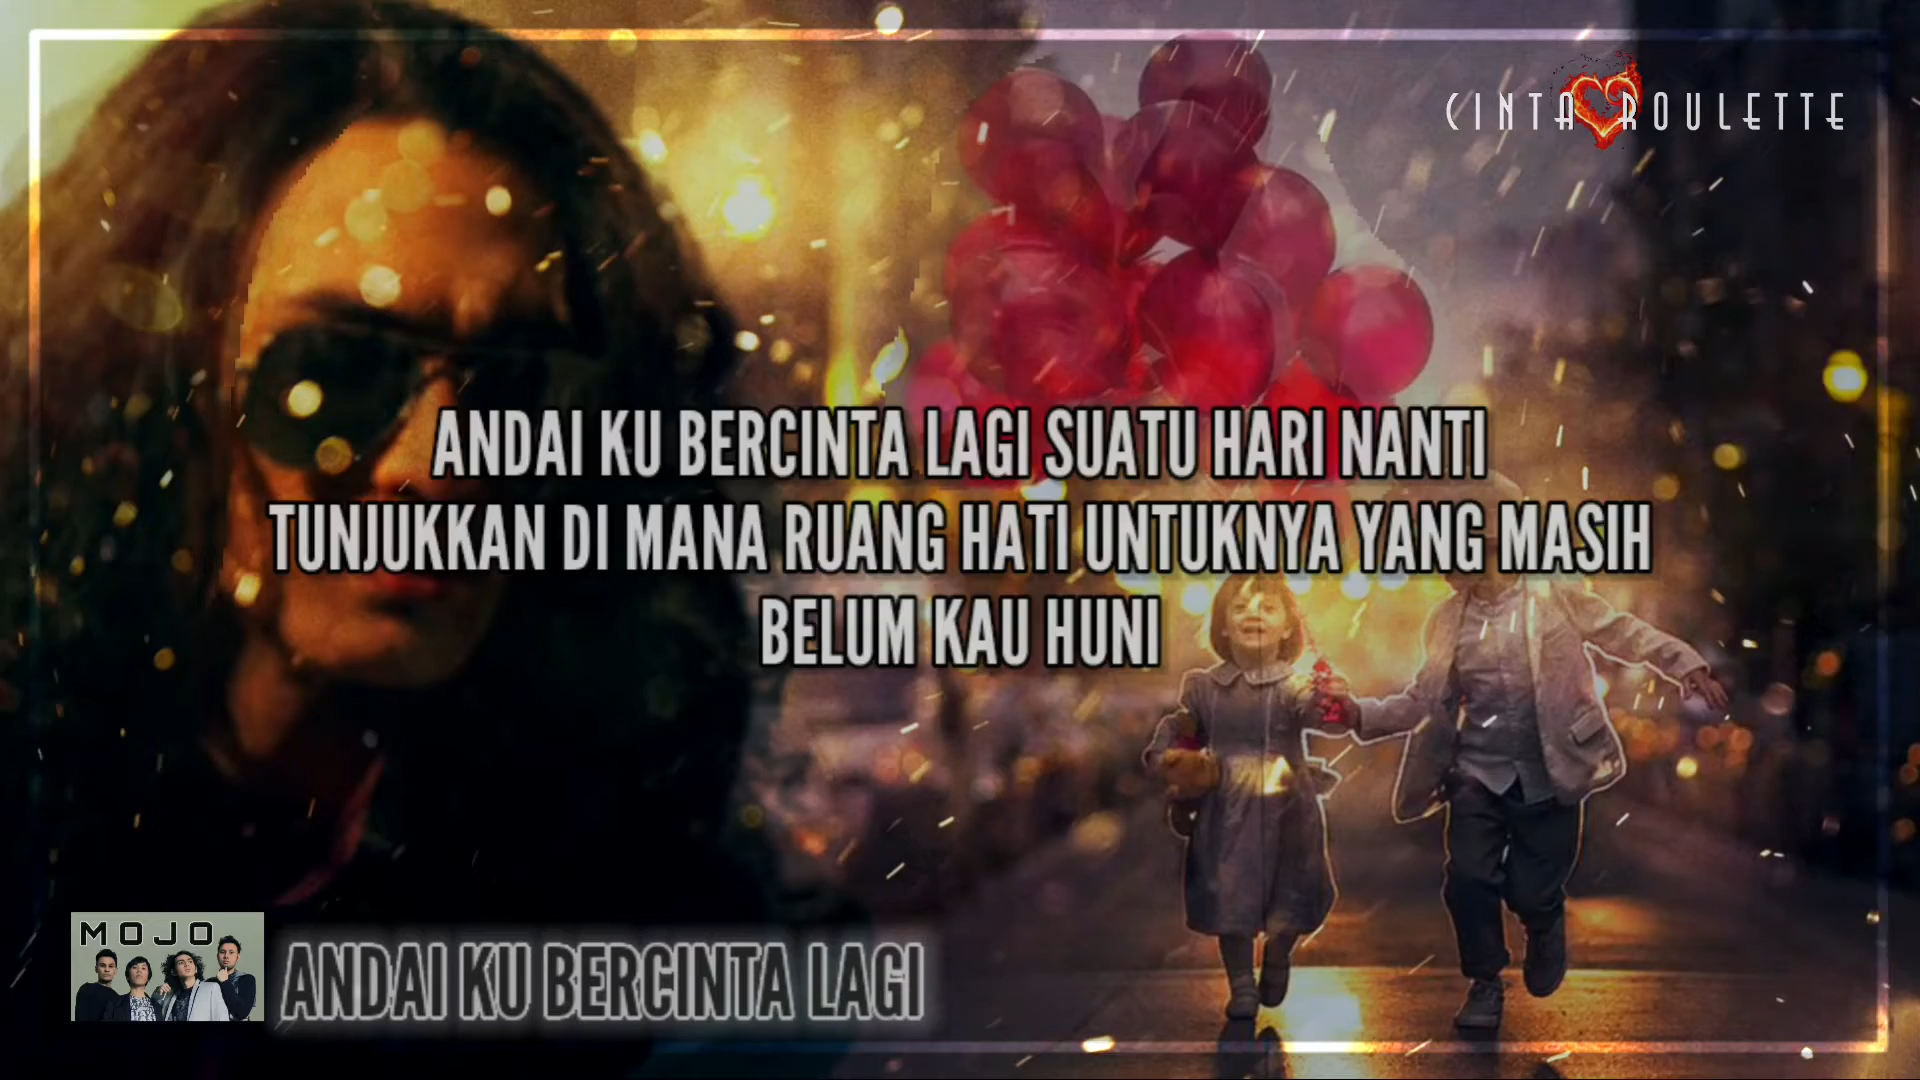 CINTA ROULETTE
ANDAI KU BERCINTA LAGI SUATU HARI NANTI
TUNJUKKAN DI MANA RUANG HATI UNTUKNYA YANG MASIH
BELUM KAU HUNI
MOJO
ANDAI KU BERCINTA LAGI